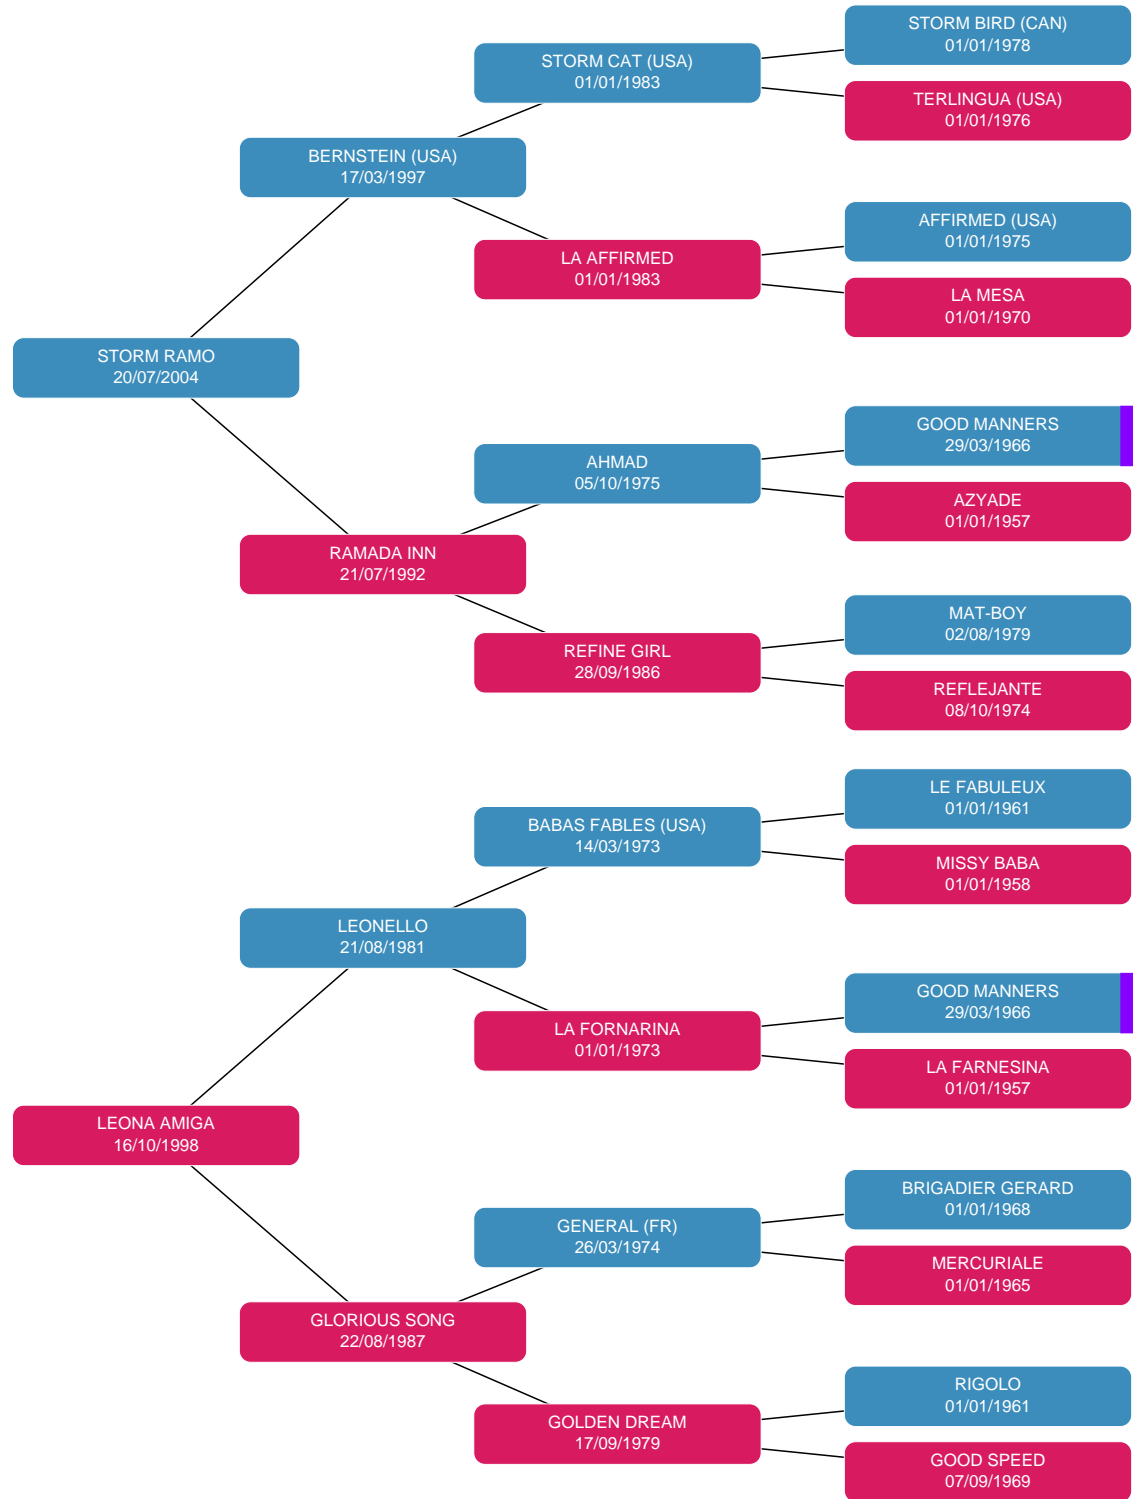 STORM BIRD (CAN)
01/01/1978
STORM CAT (USA)
01/01/1983
TERLINGUA (USA)
01/01/1976
BERNSTEIN (USA)
17/03/1997
AFFIRMED (USA)
01/01/1975
LA AFFIRMED
01/01/1983
LA MESA
01/01/1970
STORM RAMO
20/07/2004
GOOD MANNERS
29/03/1966
AHMAD
05/10/1975
AZYADE
01/01/1957
RAMADA INN
21/07/1992
MAT-BOY
02/08/1979
REFINE GIRL
28/09/1986
REFLEJANTE
08/10/1974
LE FABULEUX
01/01/1961
BABAS FABLES (USA)
14/03/1973
MISSY BABA
01/01/1958
LEONELLO
21/08/1981
GOOD MANNERS
29/03/1966
LA FORNARINA
01/01/1973
LA FARNESINA
01/01/1957
LEONA AMIGA
16/10/1998
BRIGADIER GERARD
01/01/1968
GENERAL (FR)
26/03/1974
MERCURIALE
01/01/1965
GLORIOUS SONG
22/08/1987
RIGOLO
01/01/1961
GOLDEN DREAM
17/09/1979
GOOD SPEED
07/09/1969